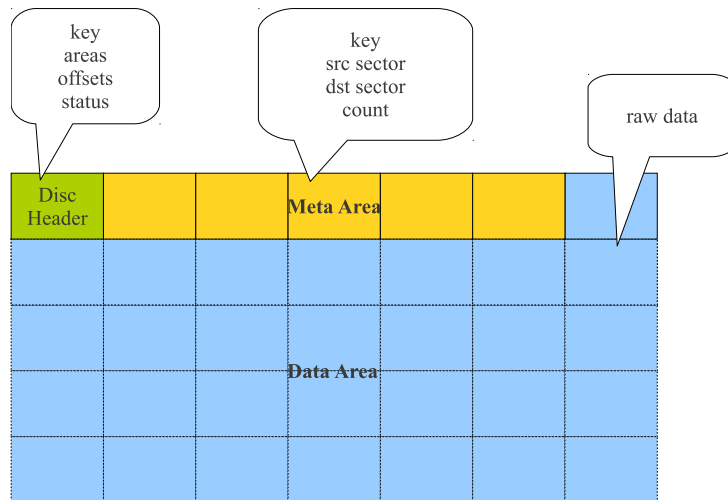 key
areas
offsets
status
key
src sector
dst sector
count
raw data
Disc
Header
Meta Area
Data Area